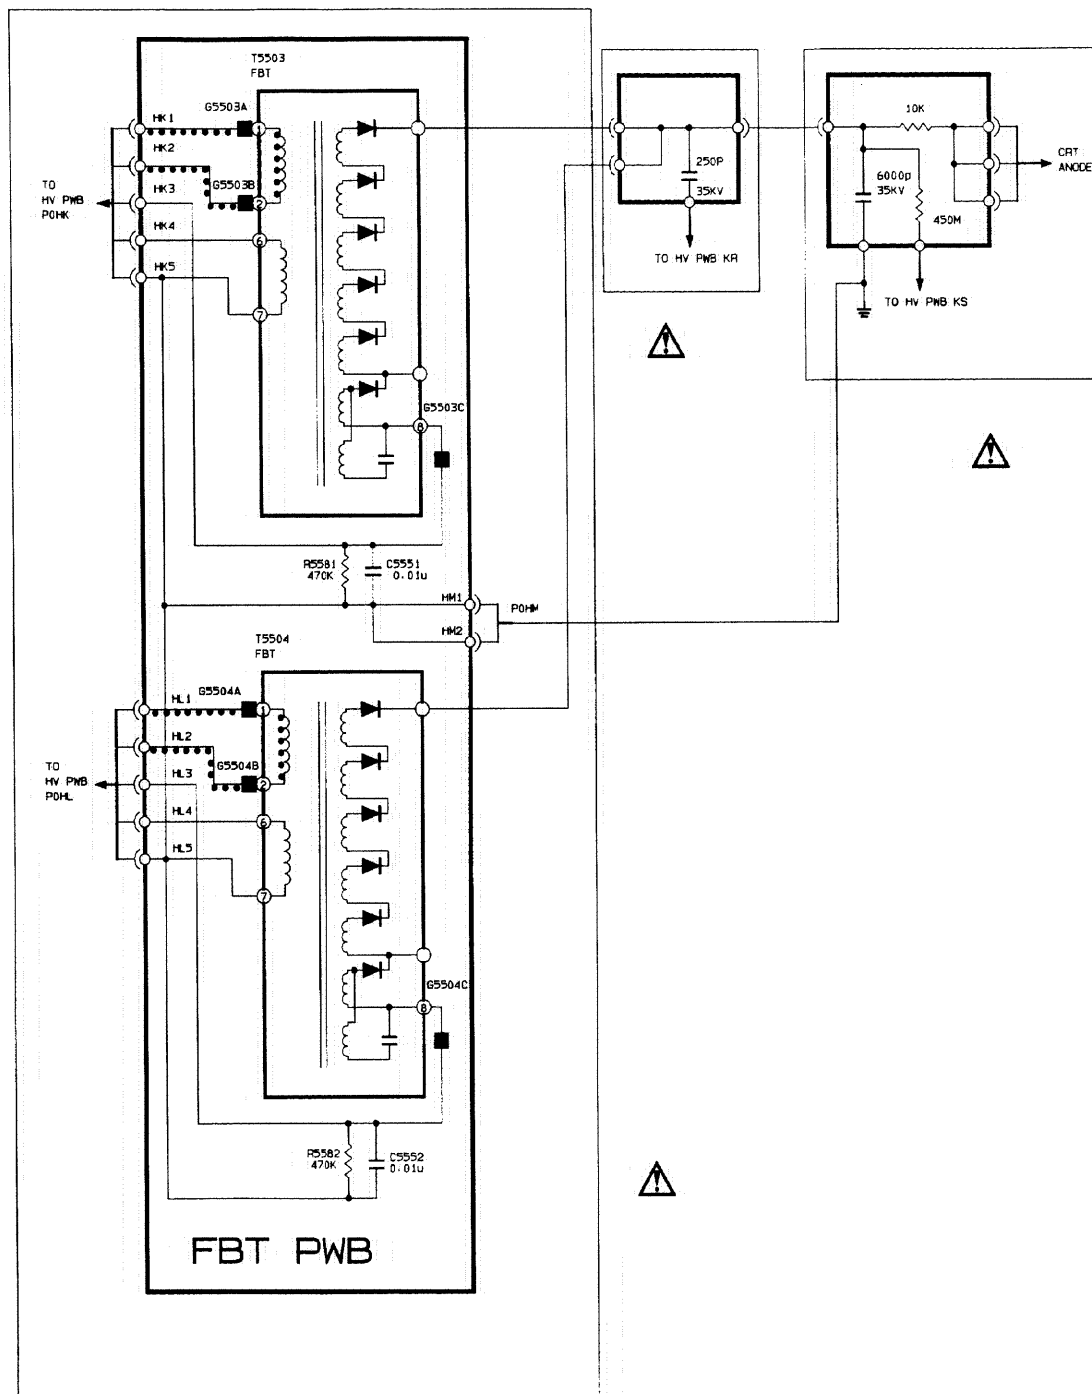 T5503
FBT
G5503A
HK1
1
HK2
TO
HV PWB
POHK
HK3
G5503B
2
HK4
6
HK5
7
G5503C
8
R5581
470K
C5551
0.01u
HM1
HM2
POHM
T5504
FBT
G5504A
HL1
1
HL2
TO
HV PWB
POHL
HL3
G5504B
2
HL4
6
HL5
7
G5504C
8
R5582
470K
C5552
0.01u
FBT PWB
250P
35KV
TO HV PWB KR
10K
6000p
35KV
450M
TO HV PWB KS
CRT
ANODE